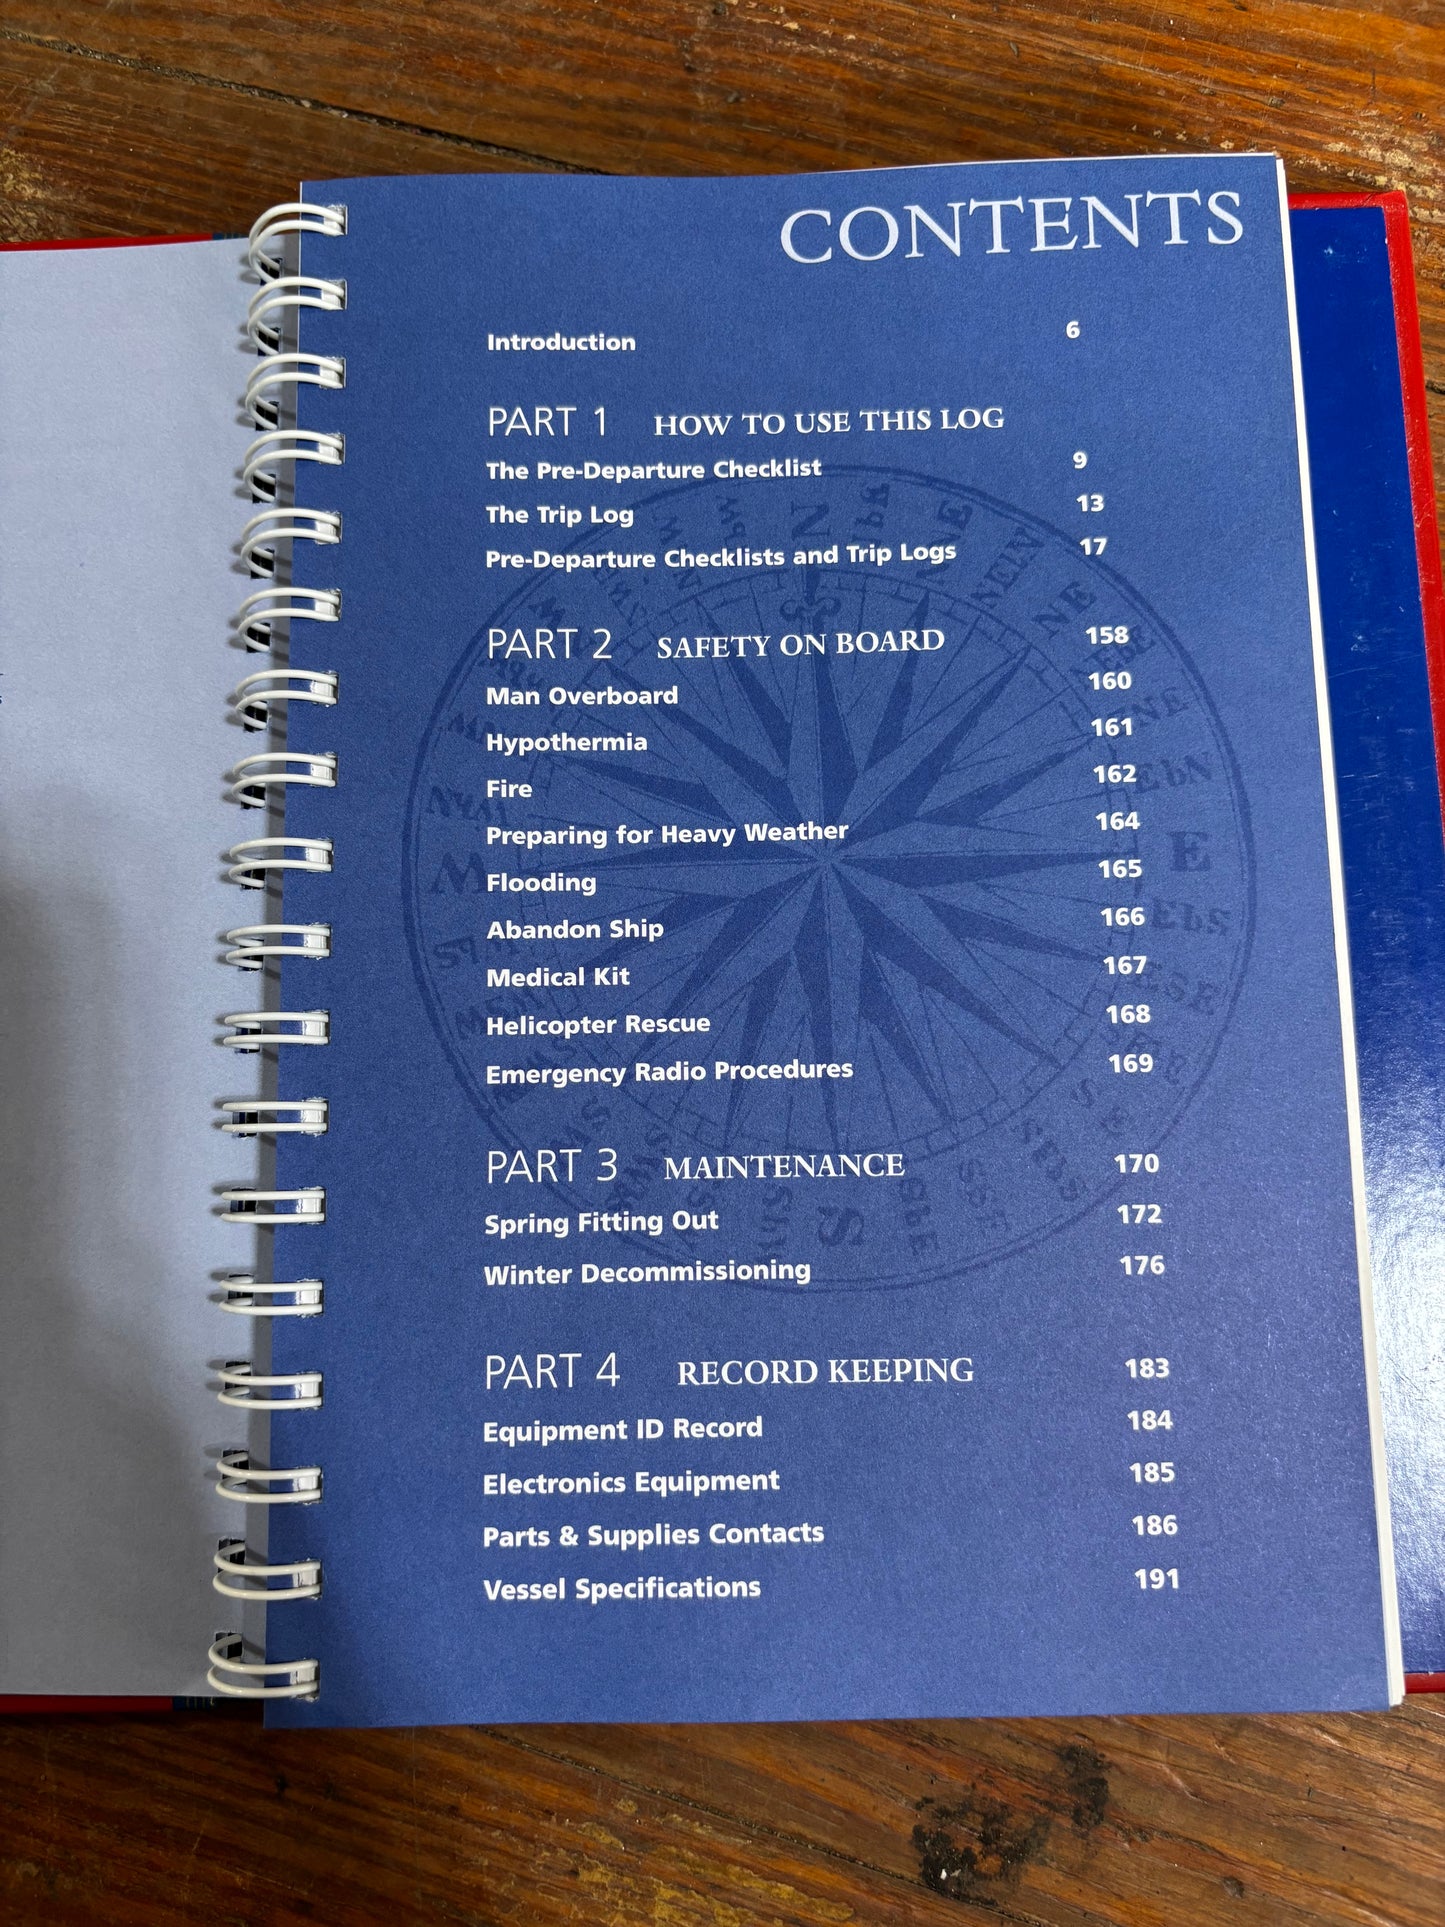 CONTENTS
Introduction 6
PART 1 HOW TO USE THIS LOG
The Pre-Departure Checklist 9
The Trip Log 13
Pre-Departure Checklists and Trip Logs 17
PART 2 SAFETY ON BOARD 158
Man Overboard 160
Hypothermia 161
Fire 162
Preparing for Heavy Weather 164
Flooding 165
Abandon Ship 166
Medical Kit 167
Helicopter Rescue 168
Emergency Radio Procedures 169
PART 3 MAINTENANCE 170
Spring Fitting Out 172
Winter Decommissioning 176
PART 4 RECORD KEEPING 183
Equipment ID Record 184
Electronics Equipment 185
Parts & Supplies Contacts 186
Vessel Specifications 191